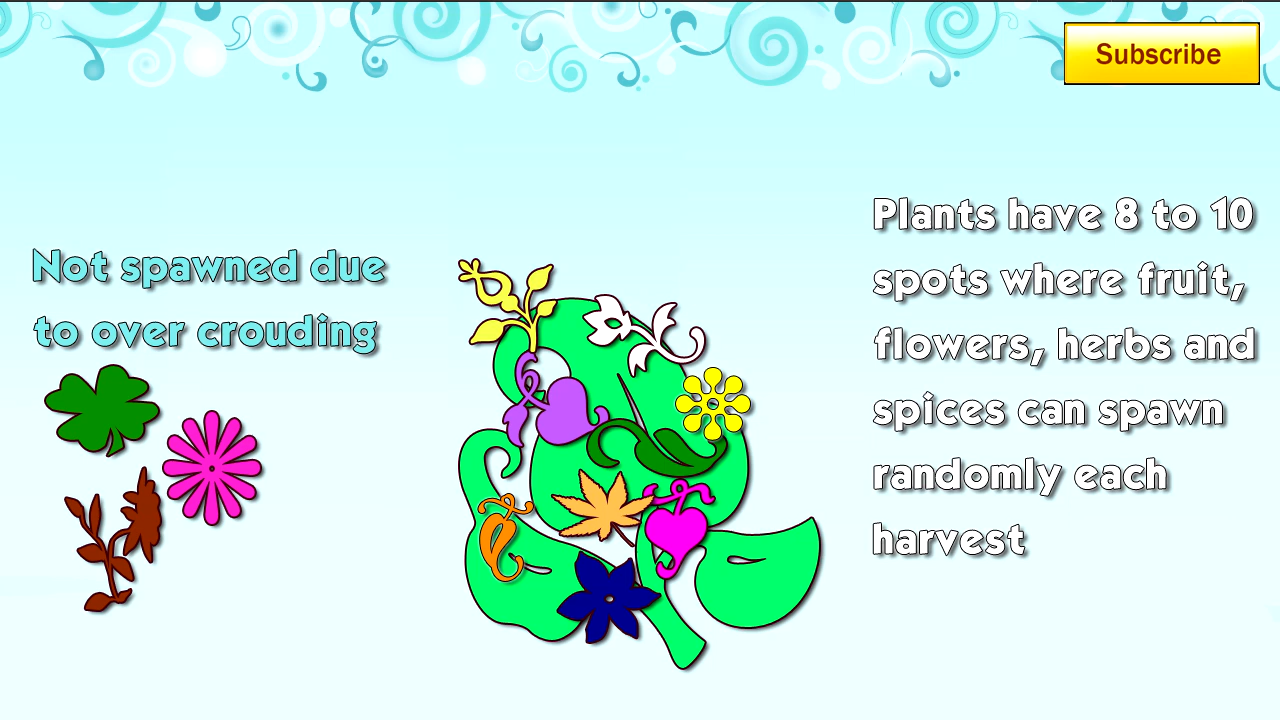 Subscribe
Not spawned due
to over crouding
Plants have 8 to 10
spots where fruit,
flowers, herbs and
spices can spawn
randomly each
harvest